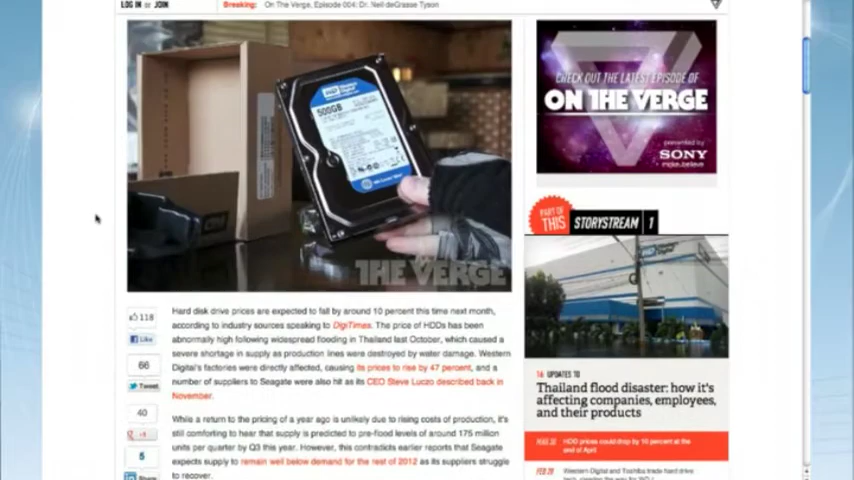 LOG IN or JOIN
Breaking: On The Verge, Episode 004: Dr. Neil deGrasse Tyson
500GB
THE VERGE
CHECK OUT THE LATEST EPISODE OF
ON THE VERGE
presented by
SONY
make.believe
PART OF
THIS
STORYSTREAM 1
118
Like
66
Tweet
40
+1
5
Share
Hard disk drive prices are expected to fall by around 10 percent this time next month,
according to industry sources speaking to DigiTimes. The price of HDDs has been
abnormally high following widespread flooding in Thailand last October, which caused a
severe shortage in supply as production lines were destroyed by water damage. Western
Digital's factories were directly affected, causing its prices to rise by 47 percent, and a
number of suppliers to Seagate were also hit as its CEO Steve Luczo described back in
November.
While a return to the pricing of a year ago is unlikely due to rising costs of production, it's
still comforting to hear that supply is predicted to pre-flood levels of around 175 million
units per quarter by Q3 this year. However, this contradicts earlier reports that Seagate
expects supply to remain well below demand for the rest of 2012 as its suppliers struggle
to recover.
16 UPDATES TO
Thailand flood disaster: how it's
affecting companies, employees,
and their products
HDD prices could drop by 10 percent at the
end of April
FEB 28
Western Digital and Toshiba trade hard drive